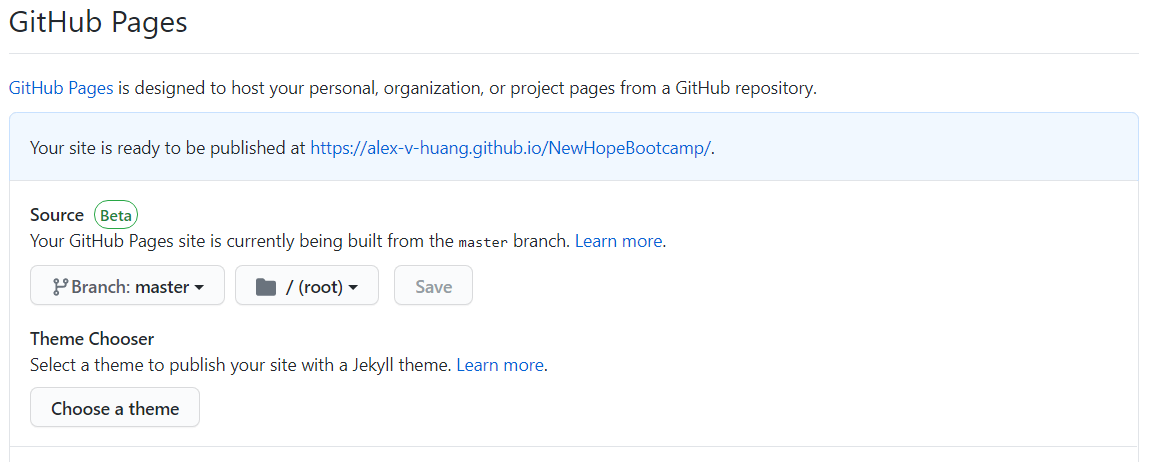 GitHub Pages
GitHub Pages is designed to host your personal, organization, or project pages from a GitHub repository.
Your site is ready to be published at https://alex-v-huang.github.io/NewHopeBootcamp/.
Source Beta
Your GitHub Pages site is currently being built from the master branch. Learn more.
Branch: master / (root) Save
Theme Chooser
Select a theme to publish your site with a Jekyll theme. Learn more.
Choose a theme